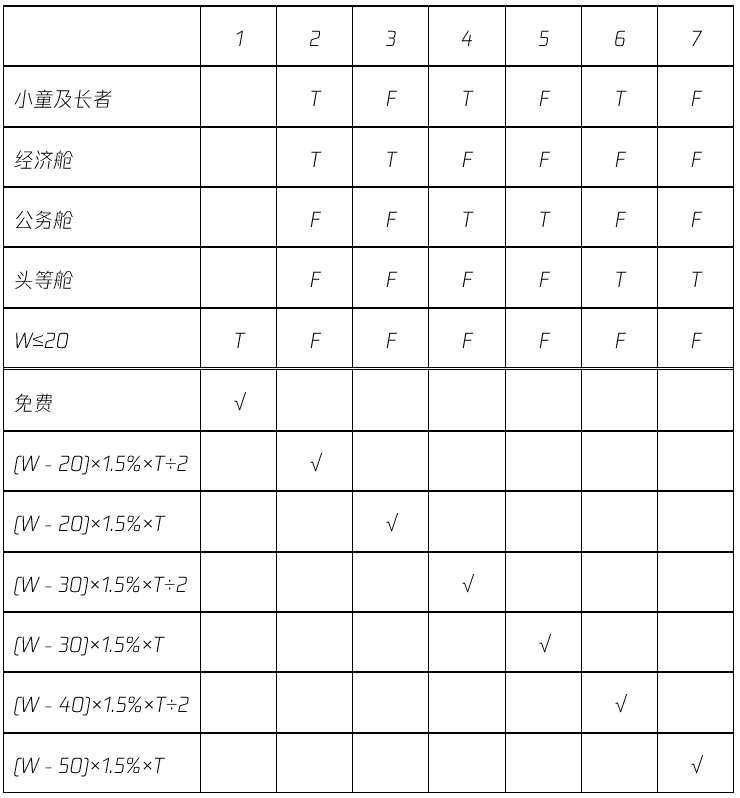 1 2 3 4 5 6 7
小童及长者 T F T F T F
经济舱 T T F F F F
公务舱 F F T T F F
头等舱 F F F F T T
W≤20 T F F F F F F
免费 √
(W - 20)×1.5%×T÷2 √
(W - 20)×1.5%×T √
(W - 30)×1.5%×T÷2 √
(W - 30)×1.5%×T √
(W - 40)×1.5%×T÷2 √
(W - 50)×1.5%×T √